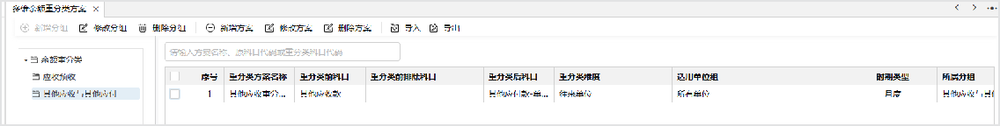 多维余额重分类方案
新增分组 修改分组 删除分组 新增方案 修改方案 删除方案 导入 导出
请输入方案名称、原科目代码或重分类科目代码
余额重分类
应收预收
其他应收与其他应付
序号 重分类方案名称 重分类前科目 重分类前排除科目 重分类后科目 重分类维度 适用单位组 时期类型 所属分组
1 其他应收重分... 其他应收款 其他应付款-单... 往来单位 所有单位 月度 其他应收与其他